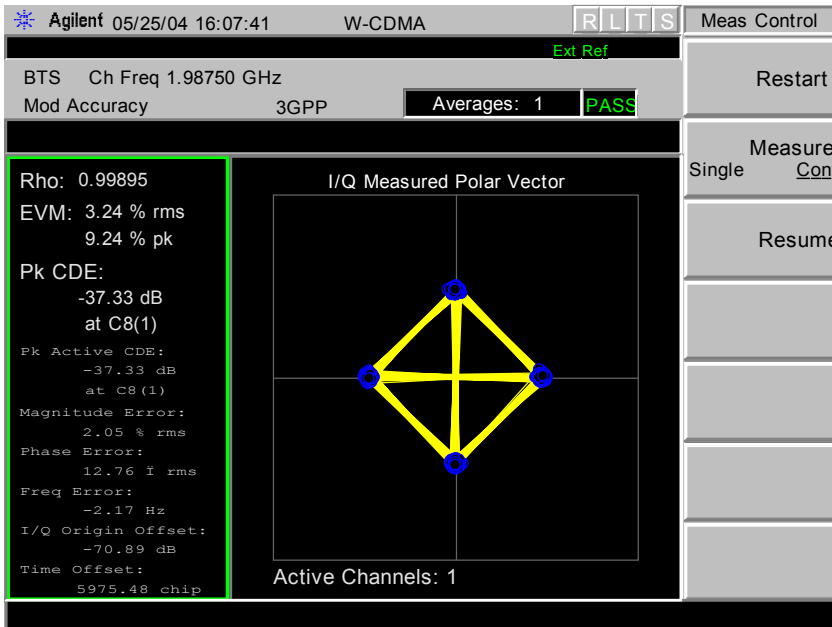 Agilent 05/25/04 16:07:41 W-CDMA R L T S Meas Control
Ext Ref
BTS Ch Freq 1.98750 GHz
Mod Accuracy 3GPP Averages: 1 PASS
Restart
Measure
Single Con
Resume
Rho: 0.99895
EVM: 3.24 % rms
9.24 % pk
Pk CDE:
-37.33 dB
at C8(1)
Pk Active CDE:
-37.33 dB
at C8(1)
Magnitude Error:
2.05 % rms
Phase Error:
12.76 Ï rms
Freq Error:
-2.17 Hz
I/Q Origin Offset:
-70.89 dB
Time Offset:
5975.48 chip
I/Q Measured Polar Vector
Active Channels: 1